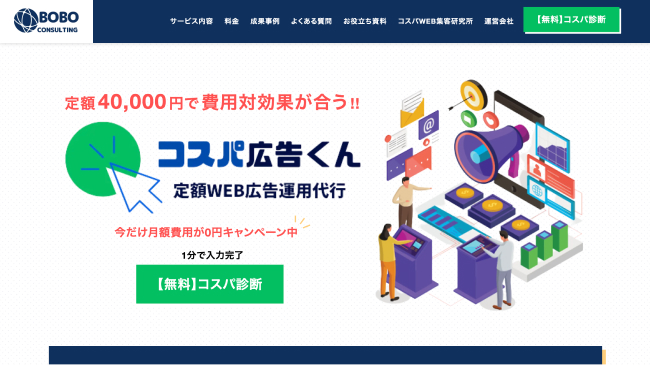 BOBO
CONSULTING
サービス内容 料金 成果事例 よくある質問 お役立ち資料 コスパWEB集客研究所 運営会社
【無料】コスパ診断
定額40,000円で費用対効果が合う!!
コスパ広告くん
定額WEB広告運用代行
今だけ月額費用が0円キャンペーン中
1分で入力完了
【無料】コスパ診断